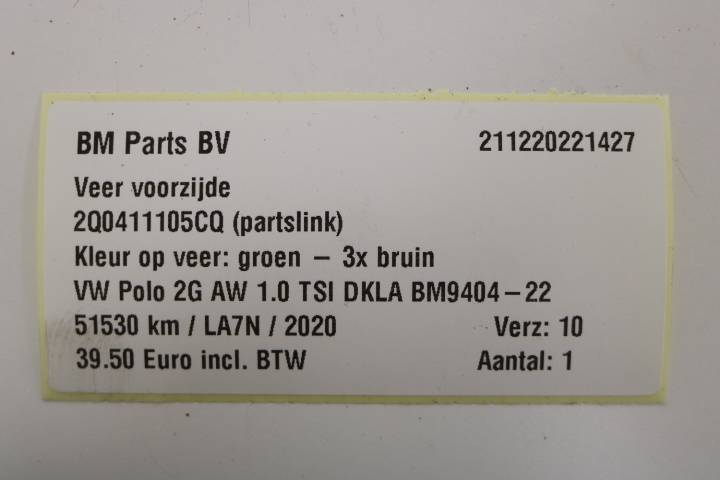 BM Parts BV 211220221427
Veer voorzijde
2Q0411105CQ (partslink)
Kleur op veer: groen – 3x bruin
VW Polo 2G AW 1.0 TSI DKLA BM9404–22
51530 km / LA7N / 2020 Verz: 10
39.50 Euro incl. BTW Aantal: 1